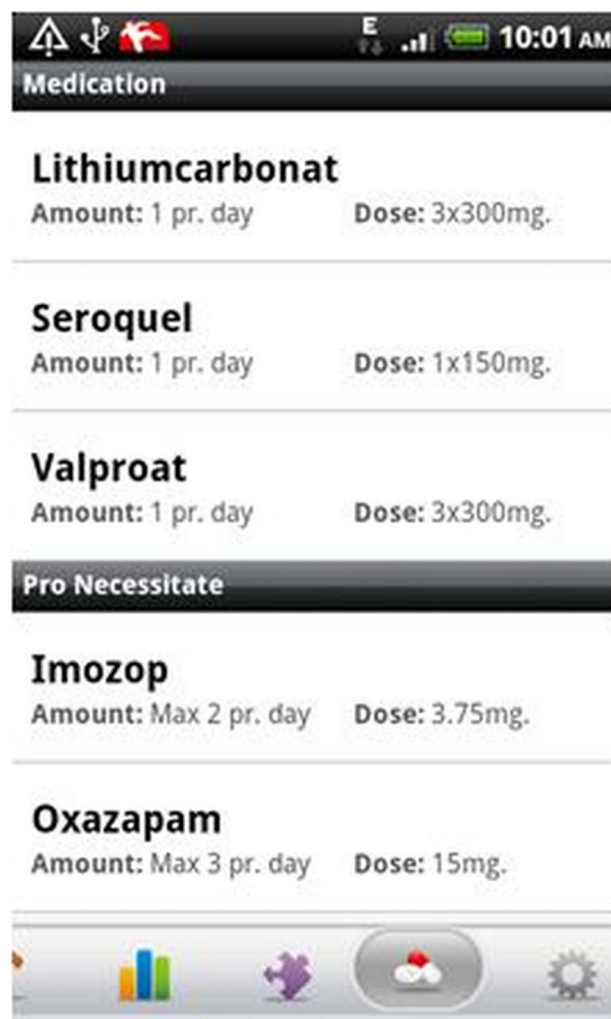 E
10:01 AM
Medication
Lithiumcarbonat
Amount: 1 pr. day Dose: 3x300mg.
Seroquel
Amount: 1 pr. day Dose: 1x150mg.
Valproat
Amount: 1 pr. day Dose: 3x300mg.
Pro Necessitate
Imozop
Amount: Max 2 pr. day Dose: 3.75mg.
Oxazapam
Amount: Max 3 pr. day Dose: 15mg.